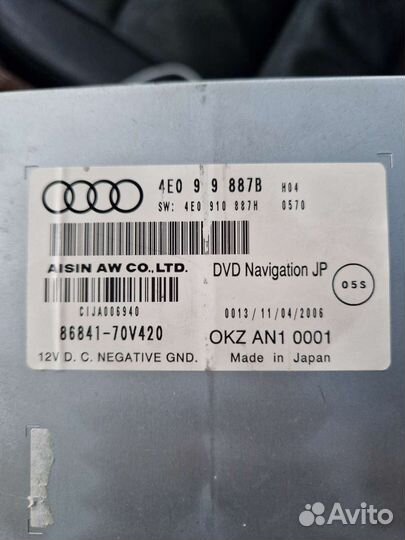 4E0 9 9 887B H04
SW: 4E0 910 887H 0570
AISIN AW CO.,LTD.
DVD Navigation JP
05S
CIJA006940
0013/11/04/2006
86841-70V420
OKZ AN1 0001
12V D. C. NEGATIVE GND.
Made in Japan
Avito